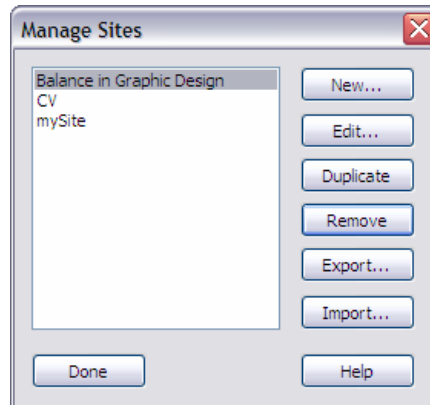 Manage Sites
Balance in Graphic Design
CV
mySite
New...
Edit...
Duplicate
Remove
Export...
Import...
Done
Help